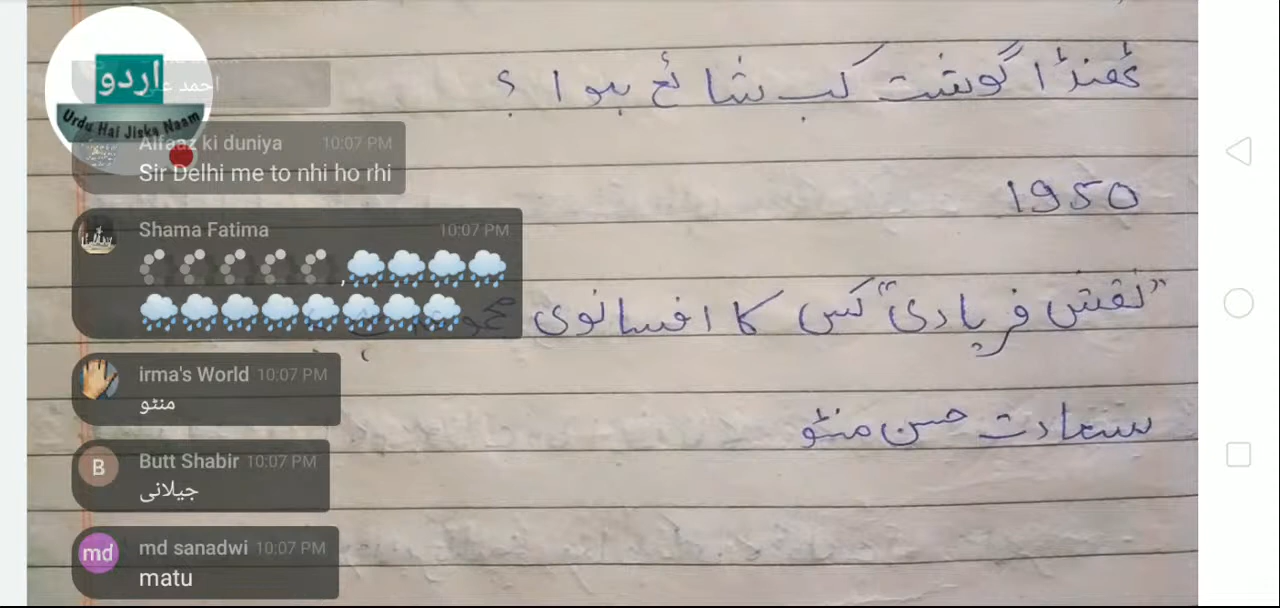 اردو
Urdu Hai Jiska Naam
ٹھنڈا گوشت کب شائع ہوا ؟
Alfaaz ki duniya 10:07 PM
Sir Delhi me to nhi ho rhi
1950
Shama Fatima 10:07 PM
🌧🌧🌧🌧
🌧🌧🌧🌧🌧🌧🌧🌧
"نقش فریادی" کس کا افسانوی
irma's World 10:07 PM
منٹو
سعادت حسن منٹو
B Butt Shabir 10:07 PM
جیلانی
md md sanadwi 10:07 PM
matu